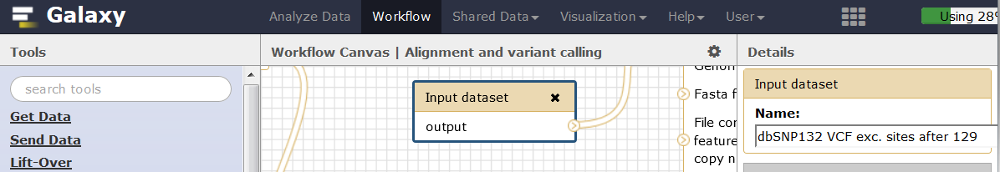 Galaxy Analyze Data Workflow Shared Data Visualization Help User Using 28%
Tools
search tools
Get Data
Send Data
Lift-Over
Workflow Canvas | Alignment and variant calling
Input dataset
output
Fasta f
File cor
feature
copy n
Details
Input dataset
Name:
dbSNP132 VCF exc. sites after 129